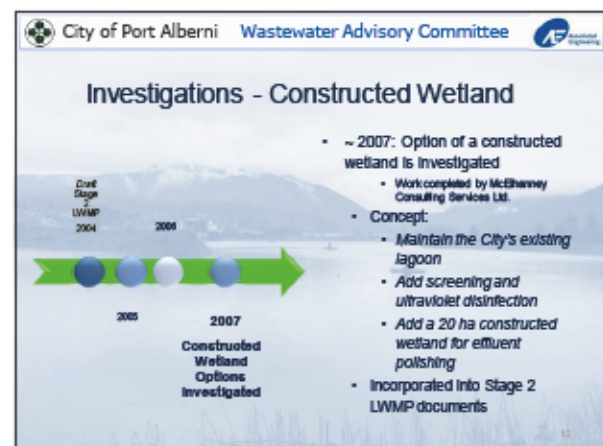 City of Port Alberni Wastewater Advisory Committee
Associated
Engineering
Investigations - Constructed Wetland
▪ ~ 2007: Option of a constructed
wetland is investigated
▪ Work completed by McElhanney
Consulting Services Ltd.
▪ Concept:
▪ Maintain the City's existing
lagoon
▪ Add screening and
ultraviolet disinfection
▪ Add a 20 ha constructed
wetland for effluent
polishing
▪ Incorporated into Stage 2
LWMP documents
Draft
Stage
2
LWMP
2004
2006
2005
2007
Constructed
Wetland
Options
Investigated